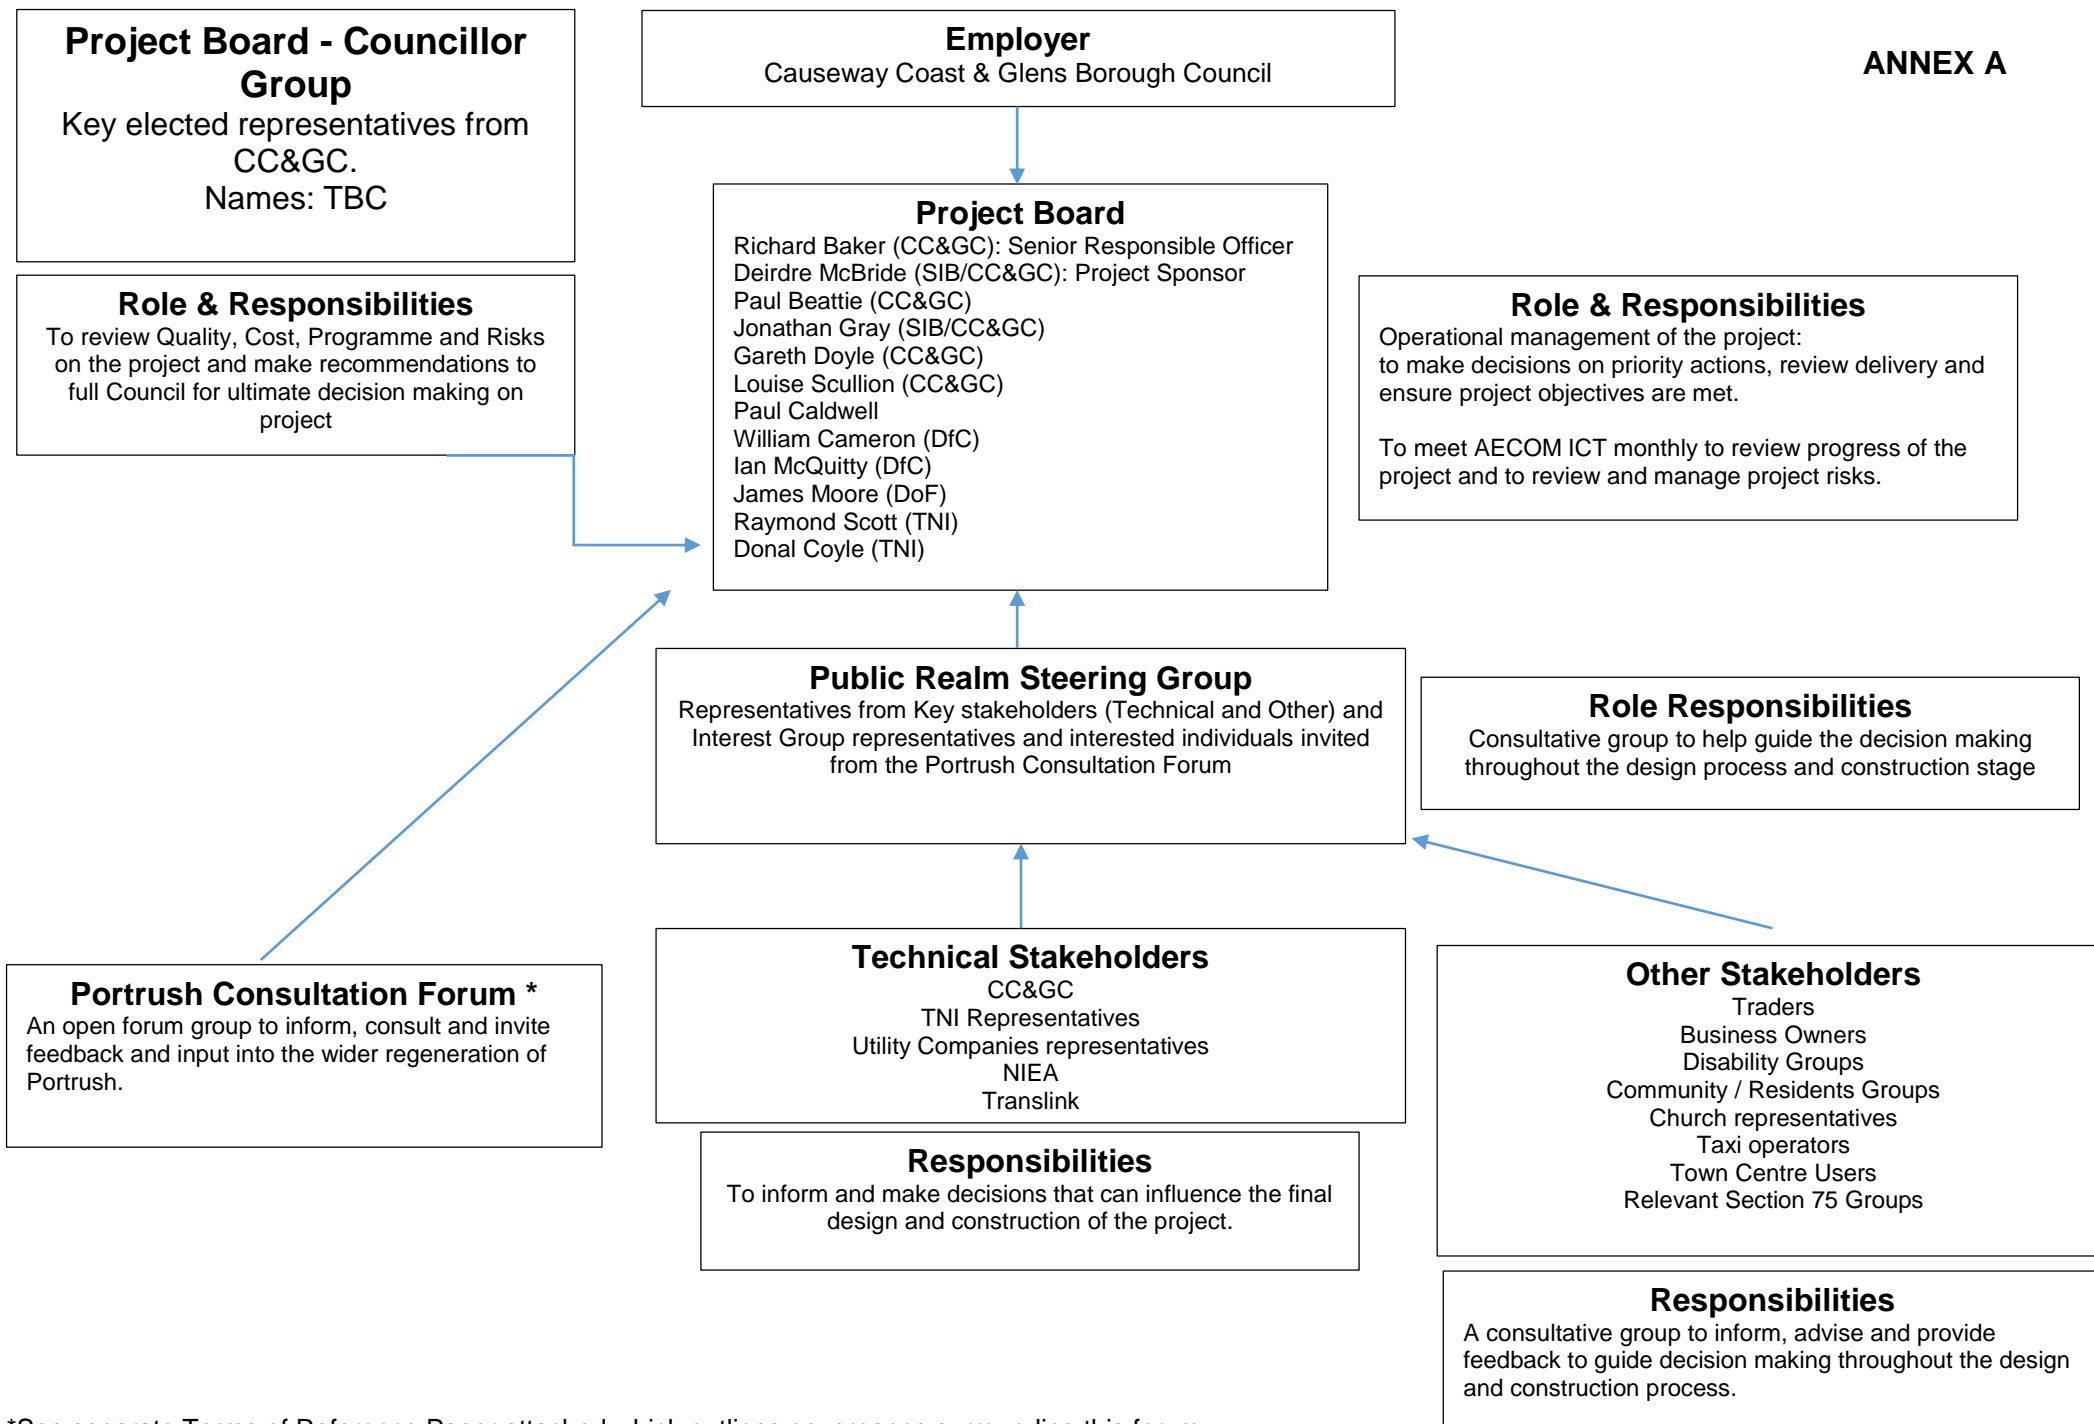 Project Board - Councillor
Group
Key elected representatives from
CC&GC.
Names: TBC
Employer
Causeway Coast & Glens Borough Council
ANNEX A
Role & Responsibilities
To review Quality, Cost, Programme and Risks
on the project and make recommendations to
full Council for ultimate decision making on
project
Project Board
Richard Baker (CC&GC): Senior Responsible Officer
Deirdre McBride (SIB/CC&GC): Project Sponsor
Paul Beattie (CC&GC)
Jonathan Gray (SIB/CC&GC)
Gareth Doyle (CC&GC)
Louise Scullion (CC&GC)
Paul Caldwell
William Cameron (DfC)
Ian McQuitty (DfC)
James Moore (DoF)
Raymond Scott (TNI)
Donal Coyle (TNI)
Role & Responsibilities
Operational management of the project:
to make decisions on priority actions, review delivery and
ensure project objectives are met.
To meet AECOM ICT monthly to review progress of the
project and to review and manage project risks.
Public Realm Steering Group
Representatives from Key stakeholders (Technical and Other) and
Interest Group representatives and interested individuals invited
from the Portrush Consultation Forum
Role Responsibilities
Consultative group to help guide the decision making
throughout the design process and construction stage
Portrush Consultation Forum *
An open forum group to inform, consult and invite
feedback and input into the wider regeneration of
Portrush.
Technical Stakeholders
CC&GC
TNI Representatives
Utility Companies representatives
NIEA
Translink
Responsibilities
To inform and make decisions that can influence the final
design and construction of the project.
Other Stakeholders
Traders
Business Owners
Disability Groups
Community / Residents Groups
Church representatives
Taxi operators
Town Centre Users
Relevant Section 75 Groups
Responsibilities
A consultative group to inform, advise and provide
feedback to guide decision making throughout the design
and construction process.
*See separate Terms of Reference Paper attached which outlines governance surrounding this forum